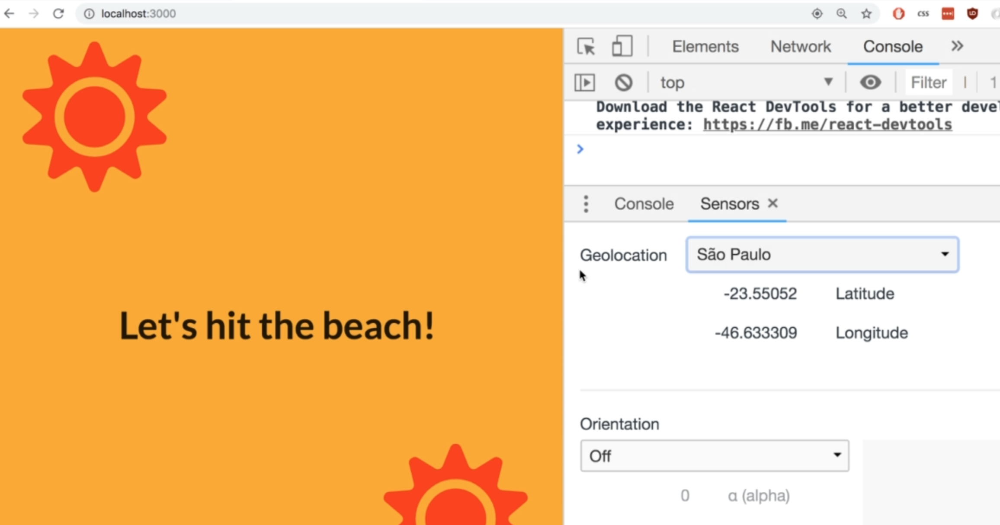 localhost:3000
css
Elements Network Console
top Filter
Download the React DevTools for a better
experience: https://fb.me/react-devtools
Console Sensors
Geolocation São Paulo
-23.55052 Latitude
-46.633309 Longitude
Let's hit the beach!
Orientation
Off
0 α (alpha)